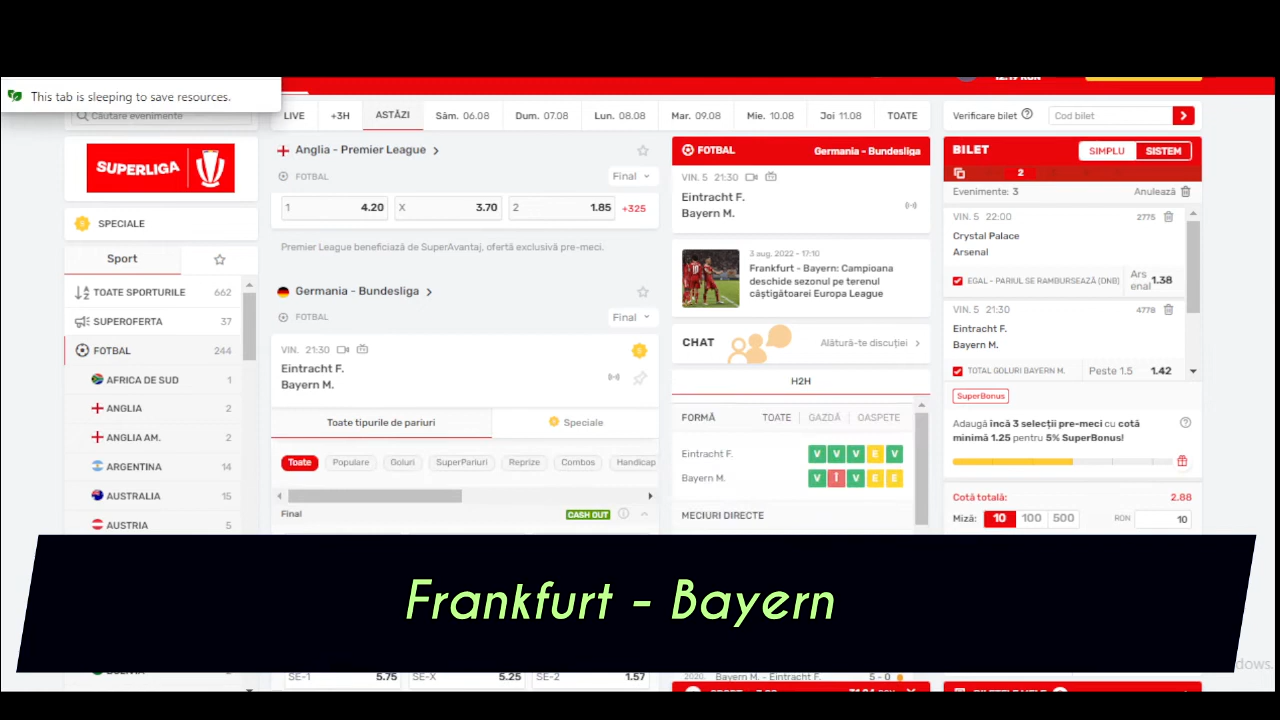 This tab is sleeping to save resources.
Căutare evenimente
LIVE
+3H
ASTĂZI
Sâm. 06.08
Dum. 07.08
Lun. 08.08
Mar. 09.08
Mie. 10.08
Joi 11.08
TOATE
Verificare bilet
Cod bilet
SUPERLIGA
SPECIALE
Sport
TOATE SPORTURILE 662
SUPEROFERTA 37
FOTBAL 244
AFRICA DE SUD 1
ANGLIA 2
ANGLIA AM. 2
ARGENTINA 14
AUSTRALIA 15
AUSTRIA 5
Anglia - Premier League
FOTBAL
Final
1 4.20 X 3.70 2 1.85 +325
Premier League beneficiază de SuperAvantaj, ofertă exclusivă pre-meci.
Germania - Bundesliga
FOTBAL
Final
VIN. 21:30
Eintracht F.
Bayern M.
Toate tipurile de pariuri
Speciale
Toate Populare Goluri SuperPariuri Reprize Combos Handicap
Final
CASH OUT
SE-1 5.75 SE-X 5.25 SE-2 1.57
FOTBAL
Germania - Bundesliga
VIN. 5 21:30
Eintracht F.
Bayern M.
3 aug. 2022 - 17:10
Frankfurt - Bayern: Campioana
deschide sezonul pe terenul
câștigătoarei Europa League
CHAT
Alătură-te discuției
H2H
FORMĂ TOATE GAZDĂ OASPETE
Eintracht F. V V V E V
Bayern M. V Î V E E
MECIURI DIRECTE
2020. Bayern M. - Eintracht F. 5 - 0
BILET
SIMPLU
SISTEM
2
Evenimente: 3
Anulează
VIN. 5 22:00 2775
Crystal Palace
Arsenal
EGAL - PARIUL SE RAMBURSEAZĂ (DNB)
Ars
enal
1.38
VIN. 5 21:30 4778
Eintracht F.
Bayern M.
TOTAL GOLURI BAYERN M. Peste 1.5 1.42
SuperBonus
Adaugă încă 3 selecții pre-meci cu cotă
minimă 1.25 pentru 5% SuperBonus!
Cotă totală: 2.88
Miză: 10 100 500 RON 10
Frankfurt - Bayern